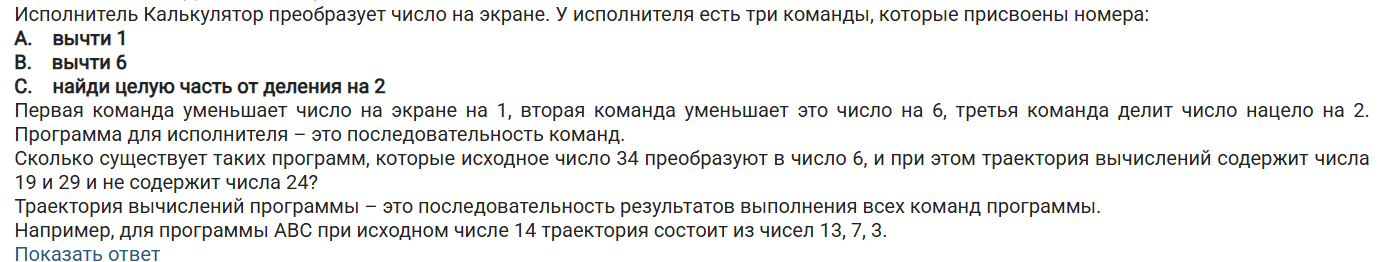 Исполнитель Калькулятор преобразует число на экране. У исполнителя есть три команды, которые присвоены номера:
A. вычти 1
B. вычти 6
C. найди целую часть от деления на 2
Первая команда уменьшает число на экране на 1, вторая команда уменьшает это число на 6, третья команда делит число нацело на 2.
Программа для исполнителя – это последовательность команд.
Сколько существует таких программ, которые исходное число 34 преобразуют в число 6, и при этом траектория вычислений содержит числа
19 и 29 и не содержит числа 24?
Траектория вычислений программы – это последовательность результатов выполнения всех команд программы.
Например, для программы ABC при исходном числе 14 траектория состоит из чисел 13, 7, 3.
Показать ответ